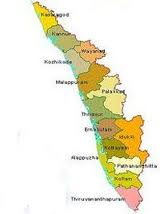 Kasaragod
Kannur
Wayanad
Kozhikode
Malappuram
Palakkad
Thrissur
Ernakulam
Idukki
Kottayam
Alappuzha
Pathanamthitta
Kollam
Thiruvananthapuram